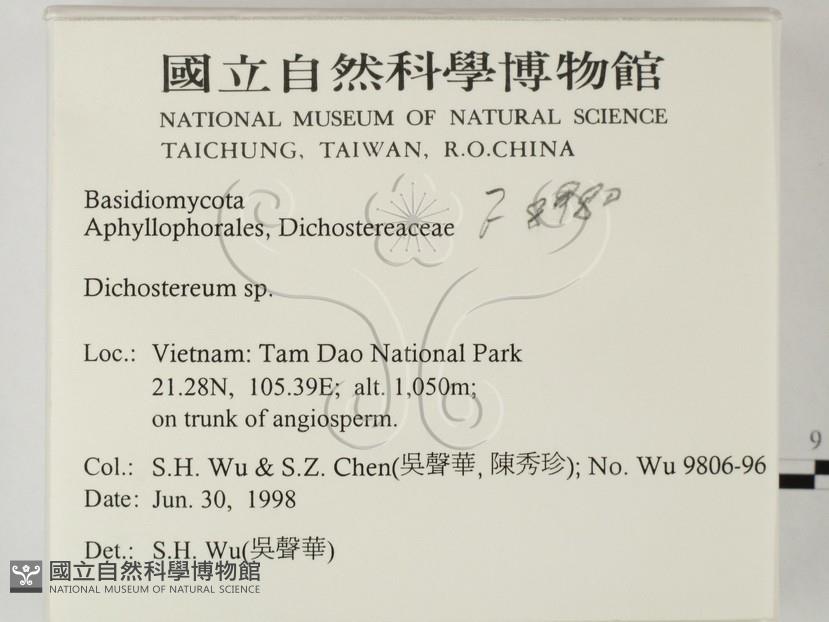 國立自然科學博物館
NATIONAL MUSEUM OF NATURAL SCIENCE
TAICHUNG, TAIWAN, R.O.CHINA
Basidiomycota
Aphyllophorales, Dichostereaceae F 8980
Dichostereum sp.
Loc.: Vietnam: Tam Dao National Park
21.28N, 105.39E; alt. 1,050m;
on trunk of angiosperm.
Col.: S.H. Wu & S.Z. Chen(吳聲華, 陳秀珍); No. Wu 9806-96
Date: Jun. 30, 1998
Det.: S.H. Wu(吳聲華)
9
國立自然科學博物館
NATIONAL MUSEUM OF NATURAL SCIENCE